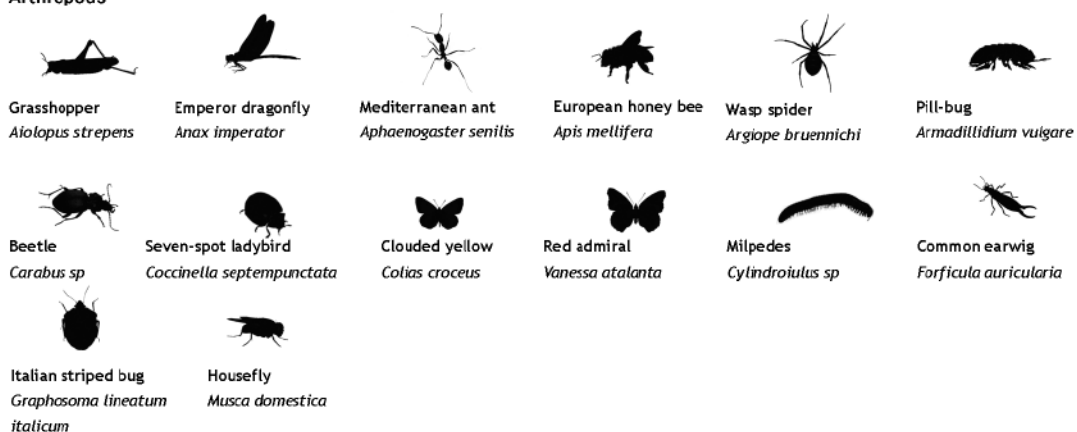 Arthropods
Grasshopper
Aiolopus strepens
Emperor dragonfly
Anax imperator
Mediterranean ant
Aphaenogaster senilis
European honey bee
Apis mellifera
Wasp spider
Argiope bruennichi
Pill-bug
Armadillidium vulgare
Beetle
Carabus sp
Seven-spot ladybird
Coccinella septempunctata
Clouded yellow
Colias croceus
Red admiral
Vanessa atalanta
Milpedes
Cylindroiulus sp
Common earwig
Forficula auricularia
Italian striped bug
Graphosoma lineatum
italicum
Housefly
Musca domestica